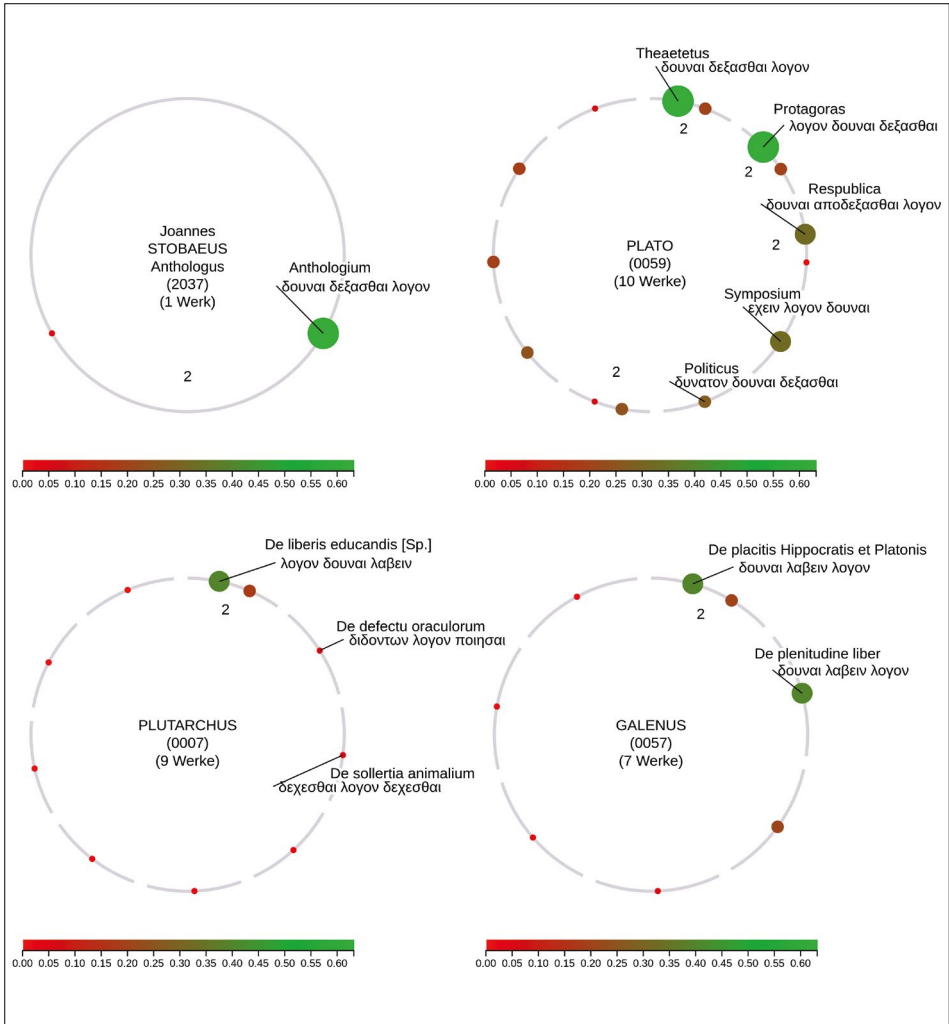 Theaetetus
δουναι δεξασθαι λογον
2
Protagoras
λογον δουναι δεξασθαι
2
Respublica
δουναι αποδεξασθαι λογον
2
Joannes
STOBAEUS
Anthologus
(2037)
(1 Werk)
Anthologium
δουναι δεξασθαι λογον
2
PLATO
(0059)
(10 Werke)
Symposium
εχειν λογον δουναι
Politicus
δυνατον δουναι δεξασθαι
2
0.00 0.05 0.10 0.15 0.20 0.25 0.30 0.35 0.40 0.45 0.50 0.55 0.60
0.00 0.05 0.10 0.15 0.20 0.25 0.30 0.35 0.40 0.45 0.50 0.55 0.60
De liberis educandis [Sp.]
λογον δουναι λαβειν
2
De defectu oraculorum
διδοντων λογον ποιησαι
PLUTARCHUS
(0007)
(9 Werke)
De sollertia animalium
δεχεσθαι λογον δεχεσθαι
De placitis Hippocratis et Platonis
δουναι λαβειν λογον
2
De plenitudine liber
δουναι λαβειν λογον
GALENUS
(0057)
(7 Werke)
0.00 0.05 0.10 0.15 0.20 0.25 0.30 0.35 0.40 0.45 0.50 0.55 0.60
0.00 0.05 0.10 0.15 0.20 0.25 0.30 0.35 0.40 0.45 0.50 0.55 0.60